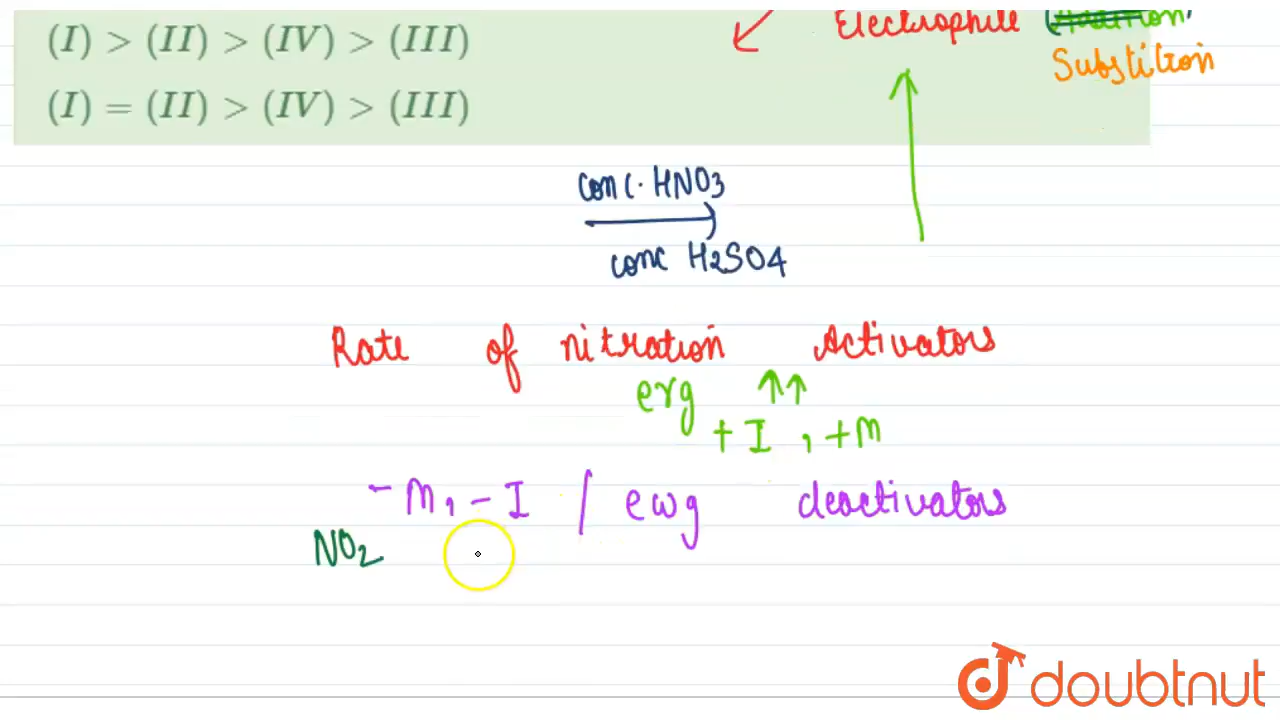 (I) > (II) > (IV) > (III)
Electrophile (Addition)
Substition
(I) = (II) > (IV) > (III)
conc. HNO3
conc H2SO4
Rate of nitration Activators
erg ↑↑
+I, +M
-M, -I / ewg deactivators
NO2
doubtnut